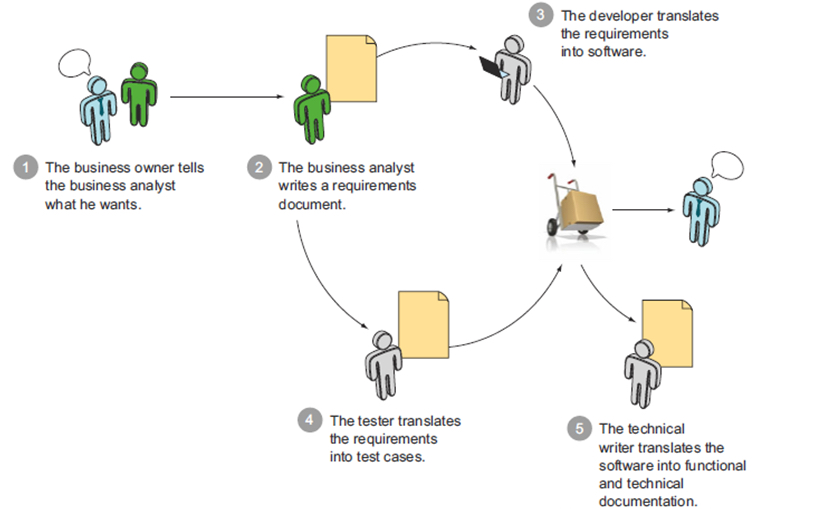 1 The business owner tells
the business analyst
what he wants.
2 The business analyst
writes a requirements
document.
3 The developer translates
the requirements
into software.
4 The tester translates
the requirements
into test cases.
5 The technical
writer translates the
software into functional
and technical
documentation.